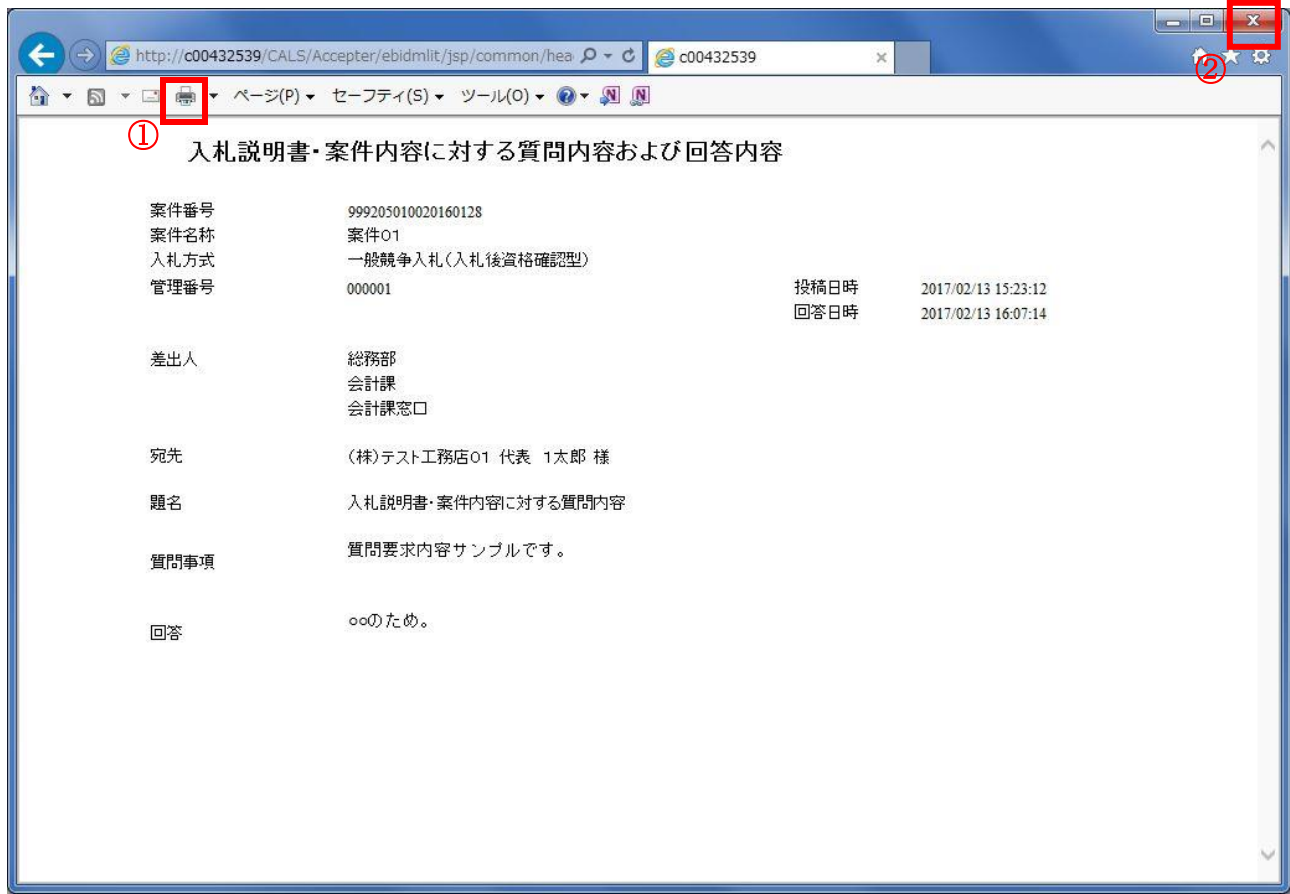 http://c00432539/CALS/Accepter/ebidmlit/jsp/common/hea
c00432539
②
ページ(P) セーフティ(S) ツール(O)
①
入札説明書・案件内容に対する質問内容および回答内容
案件番号 999205010020160128
案件名称 案件01
入札方式 一般競争入札(入札後資格確認型)
管理番号 000001 投稿日時 2017/02/13 15:23:12
回答日時 2017/02/13 16:07:14
差出人 総務部
会計課
会計課窓口
宛先 (株)テスト工務店01 代表 1太郎 様
題名 入札説明書・案件内容に対する質問内容
質問事項 質問要求内容サンプルです。
回答 ○○のため。